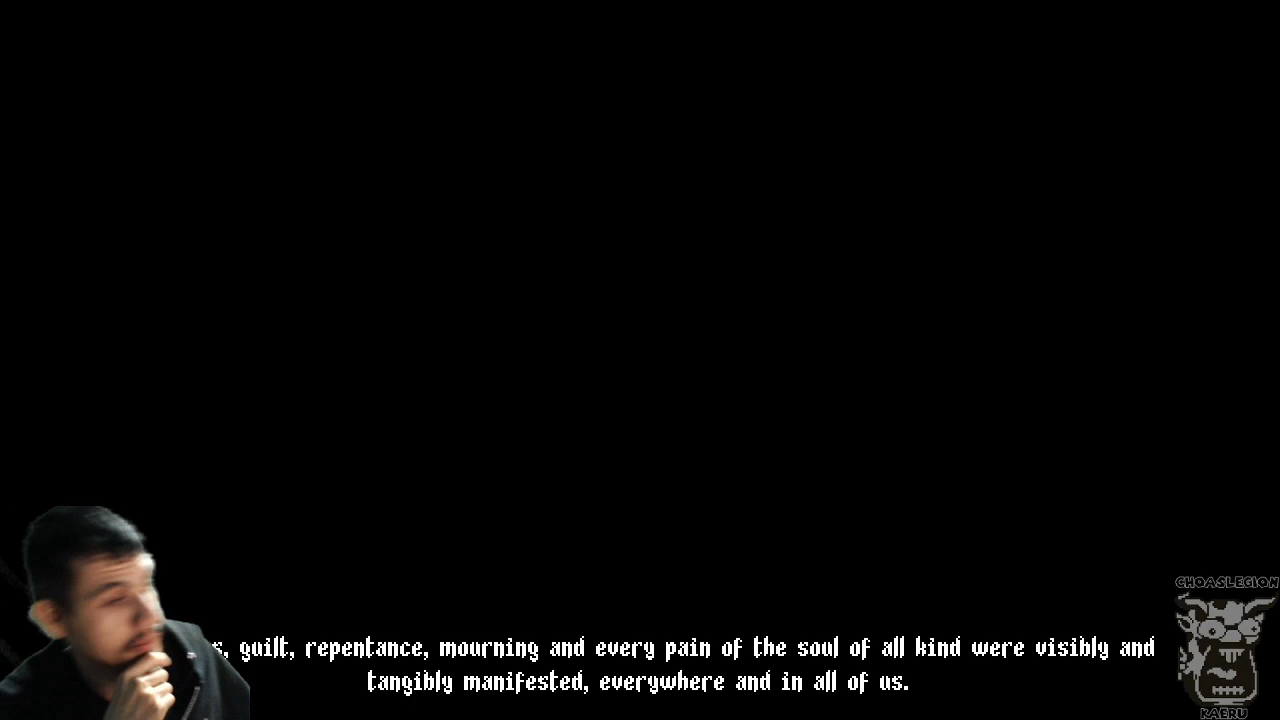 guilt, repentance, mourning and every pain of the soul of all kind were visibly and
tangibly manifested, everywhere and in all of us.
CHOASLEGION
KAERU